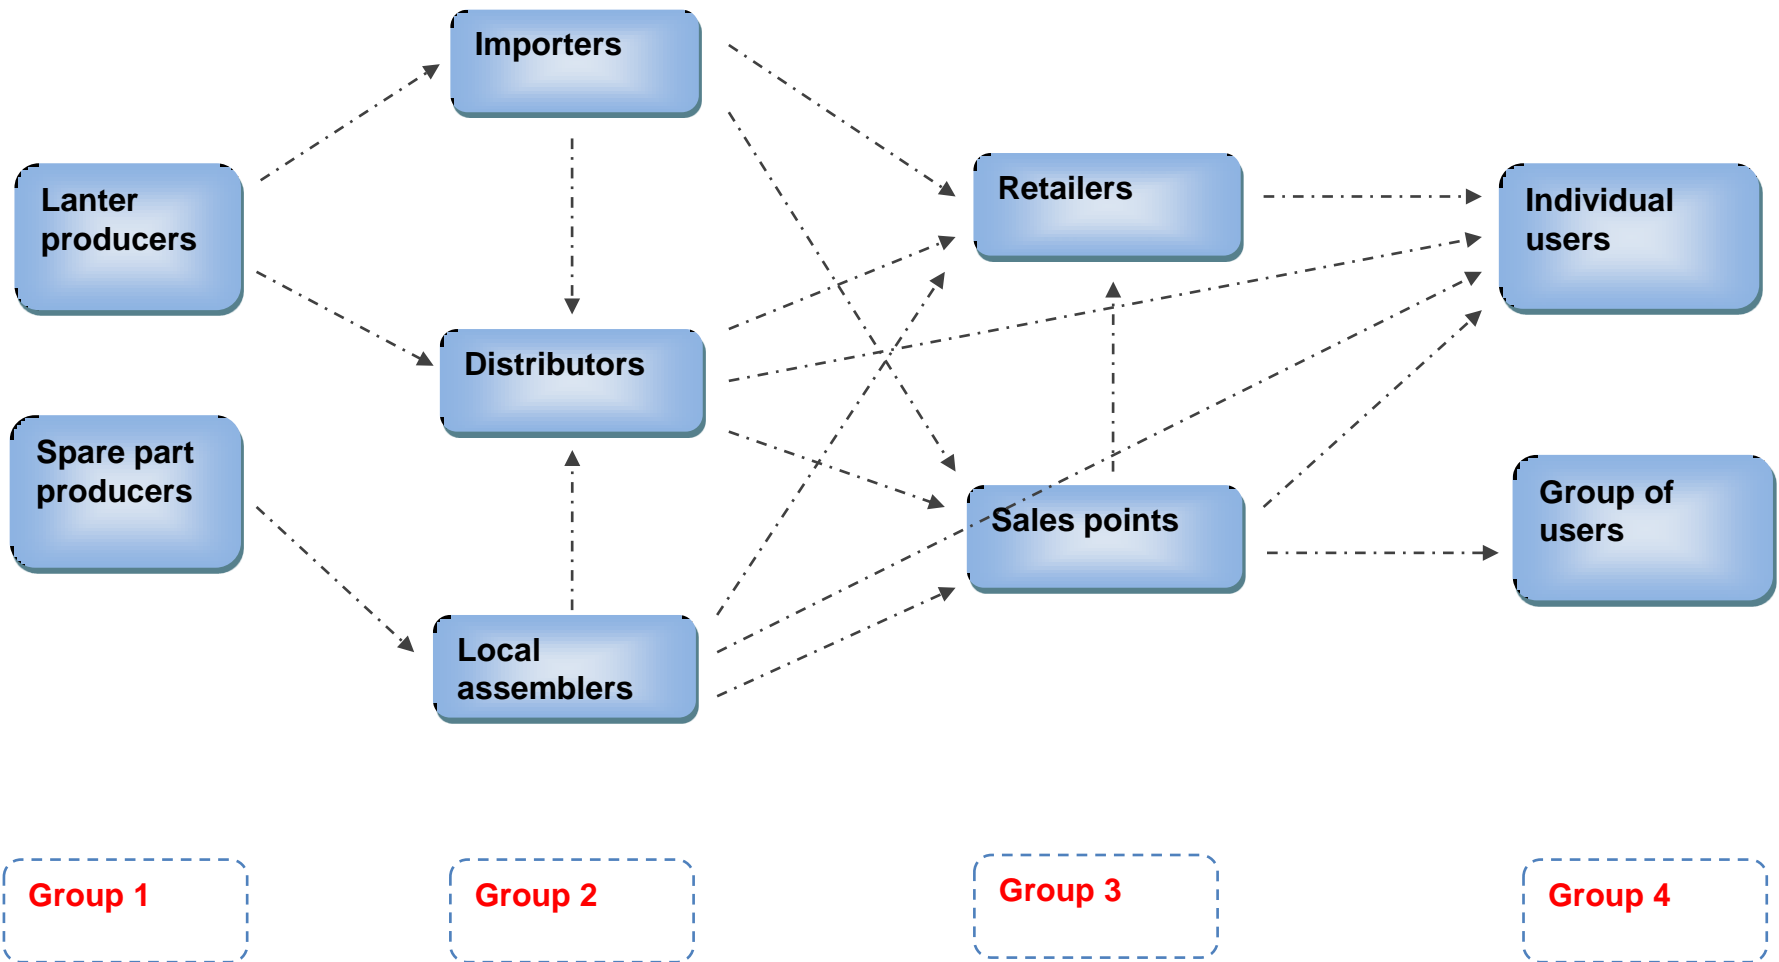 Importers
Lanter
producers
Retailers
Individual
users
Distributors
Spare part
producers
Sales points
Group of
users
Local
assemblers
Group 1
Group 2
Group 3
Group 4